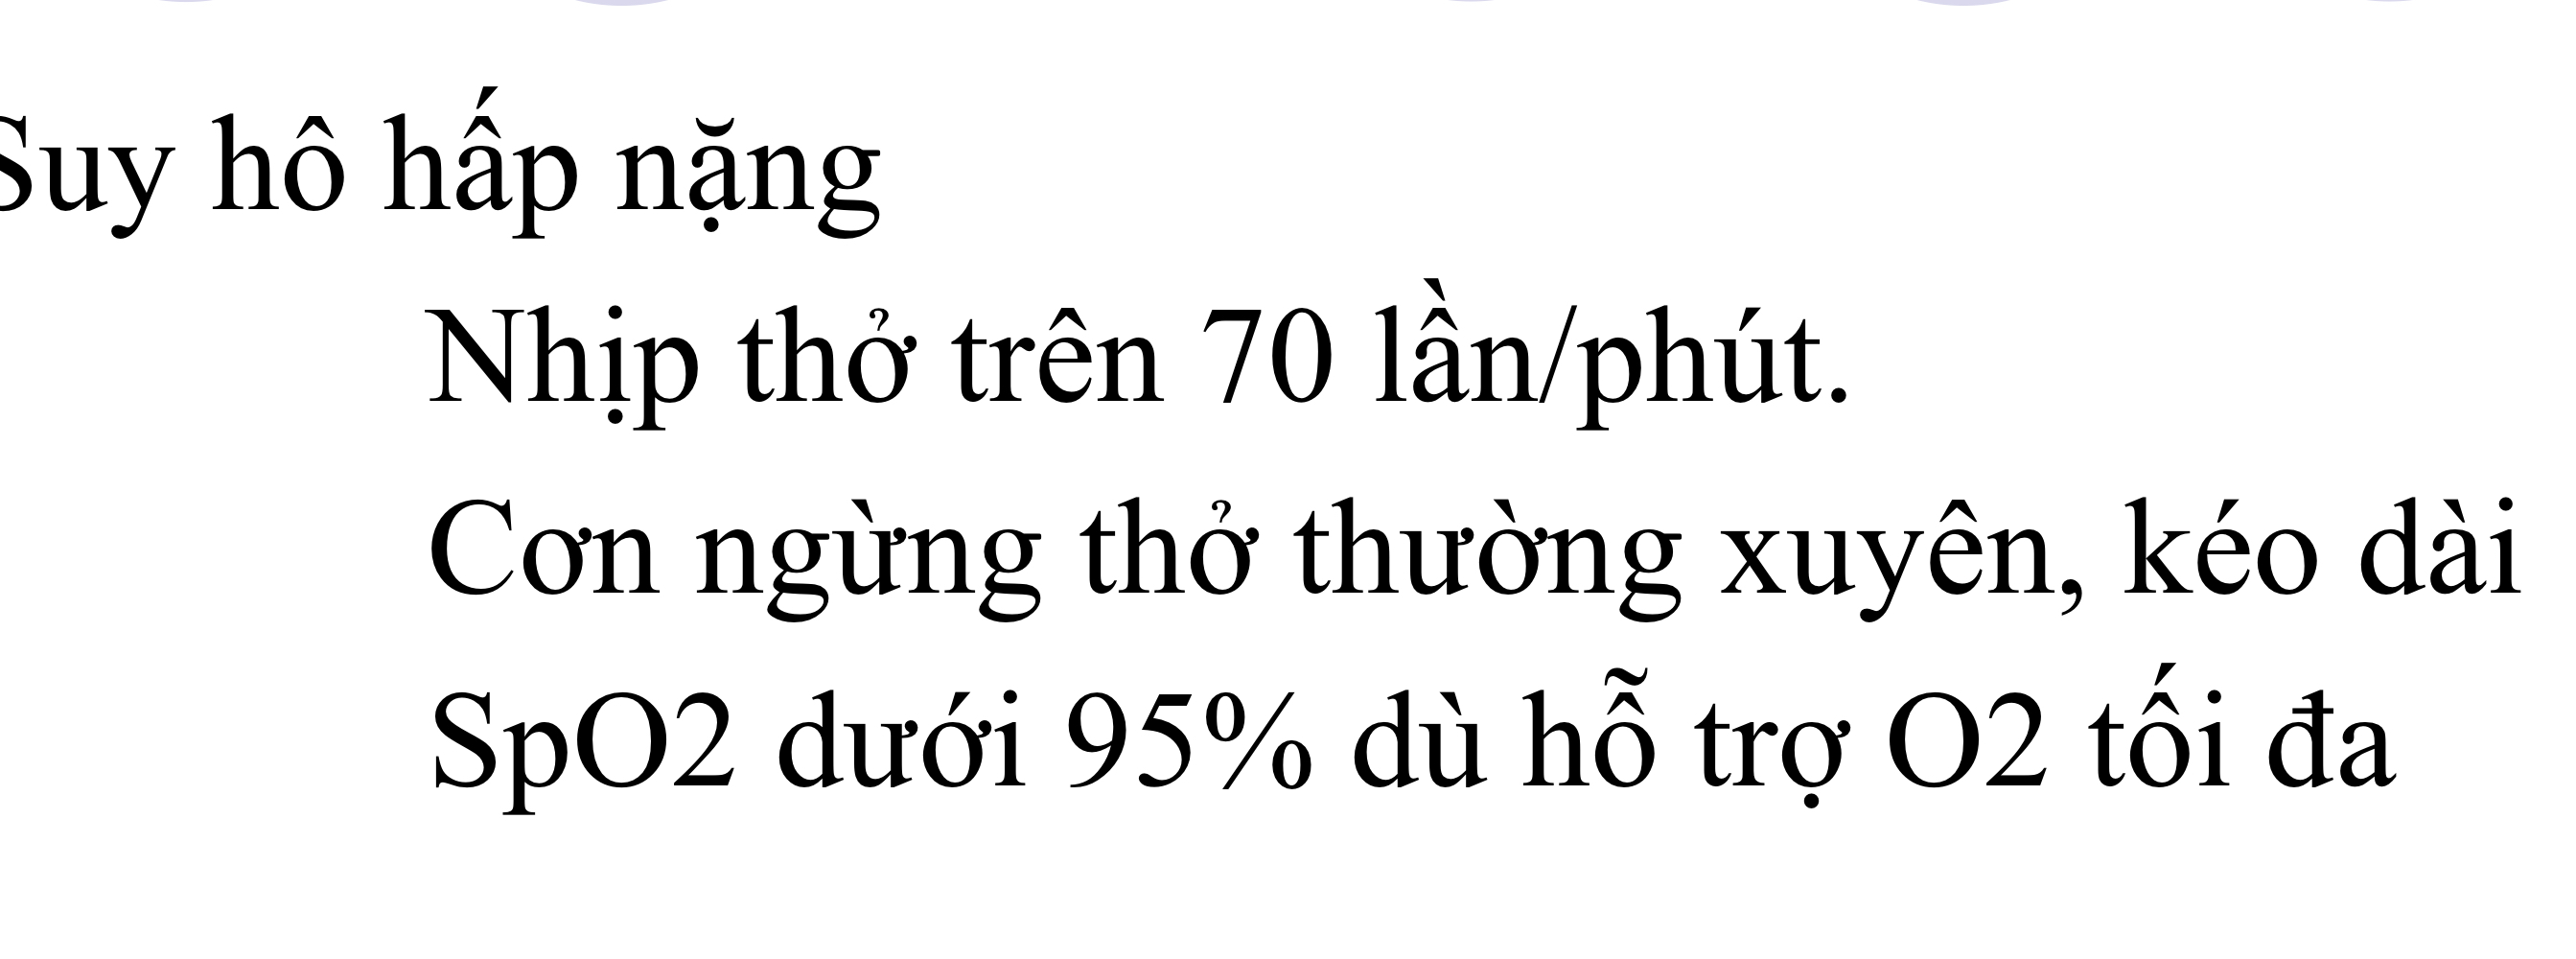 Suy hô hấp nặng
Nhịp thở trên 70 lần/phút.
Cơn ngừng thở thường xuyên, kéo dài
SpO2 dưới 95% dù hỗ trợ O2 tối đa